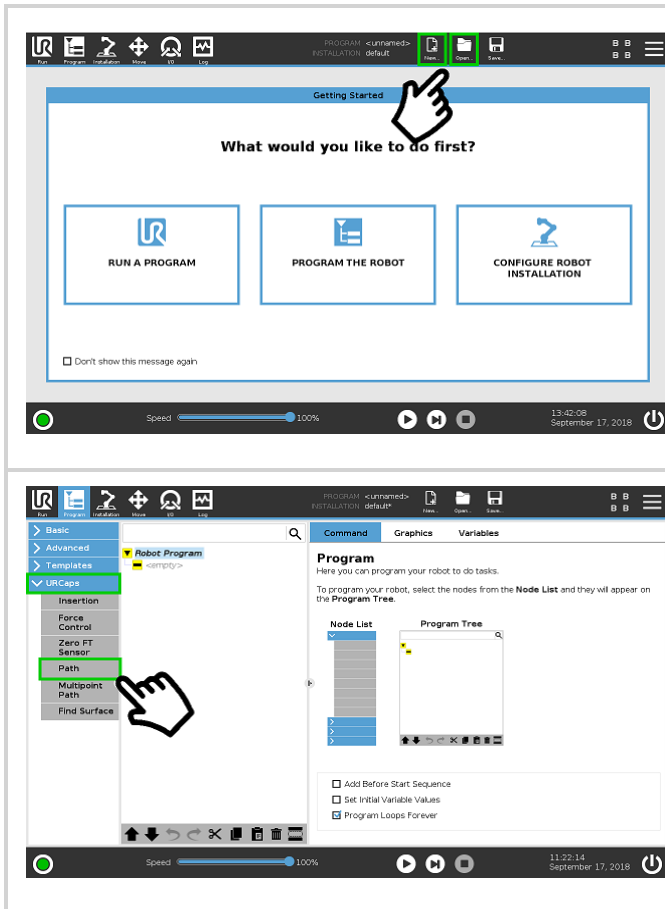 PROGRAM <unnamed>
INSTALLATION default
UR
Run
Program
Installation
Move
I/O
Log
New...
Open...
Save...
B B
B B
Getting Started
What would you like to do first?
UR
RUN A PROGRAM
PROGRAM THE ROBOT
CONFIGURE ROBOT
INSTALLATION
Don't show this message again
Speed
100%
13:42:08
September 17, 2018
PROGRAM <unnamed>
INSTALLATION default*
UR
Run
Program
Installation
Move
I/O
Log
New...
Open...
Save...
B B
B B
Basic
Advanced
Templates
URCaps
Insertion
Force
Control
Zero FT
Sensor
Path
Multipoint
Path
Find Surface
Robot Program
<empty>
Command
Graphics
Variables
Program
Here you can program your robot to do tasks.
To program your robot, select the nodes from the Node List and they will appear on
the Program Tree.
Node List
Program Tree
Add Before Start Sequence
Set Initial Variable Values
Program Loops Forever
Speed
100%
11:22:14
September 17, 2018